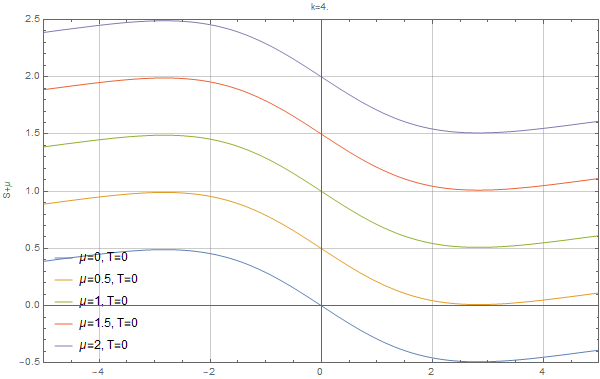 k=4.
2.5
2.0
1.5
1.0
0.5
0.0
-0.5
S+μ
μ=0, T=0
μ=0.5, T=0
μ=1, T=0
μ=1.5, T=0
μ=2, T=0
-4 -2 0 2 4